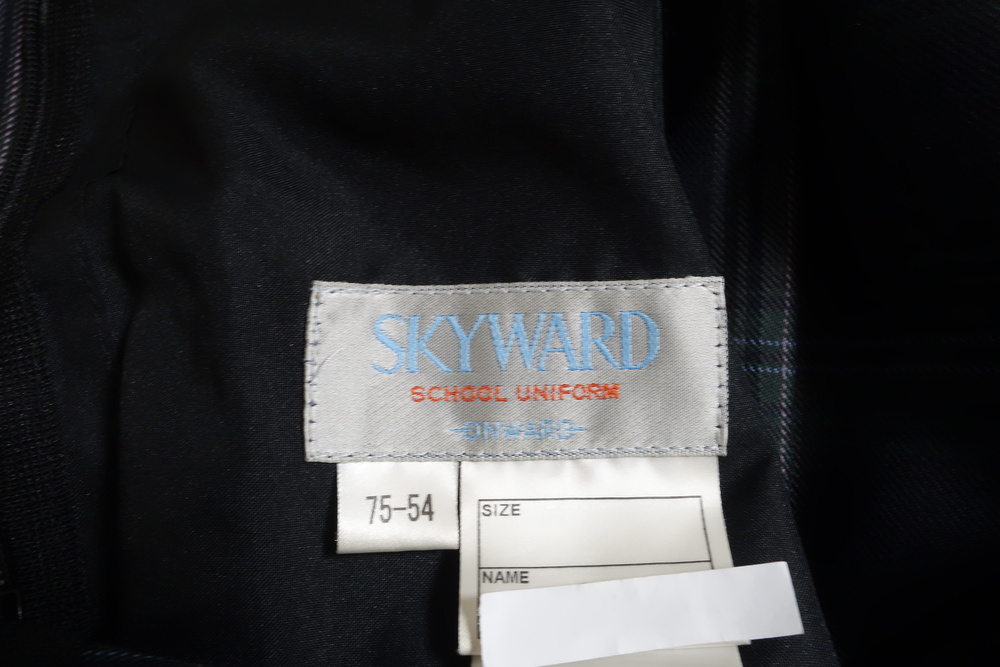 SKYWARD
SCHOOL UNIFORM
ONWARD
75-54
SIZE
NAME